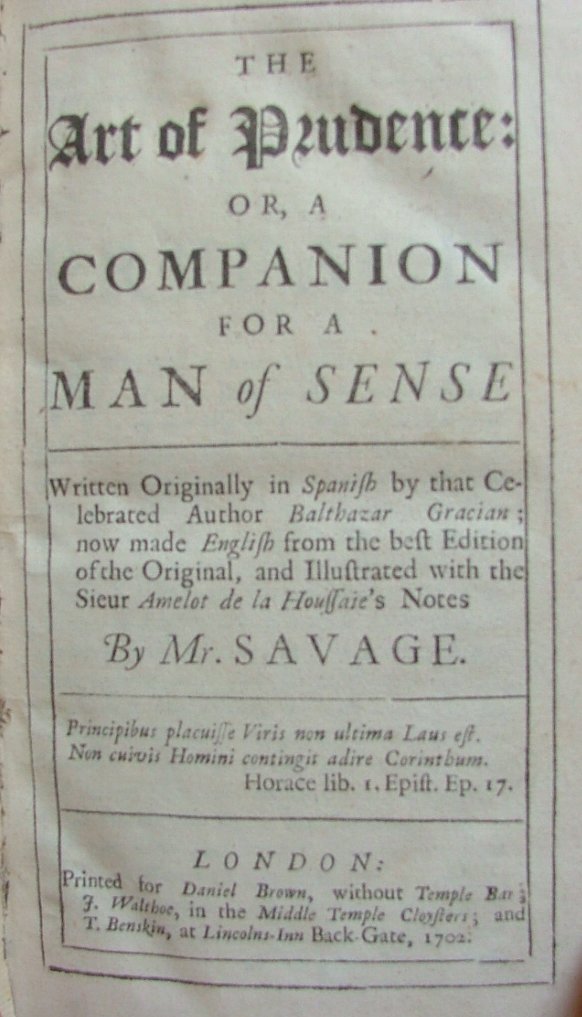 THE
Art of Prudence:
OR, A
COMPANION
FOR A
MAN of SENSE
Written Originally in Spaniſh by that Ce-
lebrated Author Balthazar Gracian;
now made Engliſh from the beſt Edition
of the Original, and Illuſtrated with the
Sieur Amelot de la Houſſaie's Notes
By Mr. SAVAGE.
Principibus placuiſſe Viris non ultima Laus eſt.
Non cuivis Homini contingit adire Corinthum.
Horace lib. 1. Epiſt. Ep. 17.
LONDON:
Printed for Daniel Brown, without Temple Bar;
J. Walthoe, in the Middle Temple Cloyſters; and
T. Benskin, at Lincolns-Inn Back-Gate, 1702.